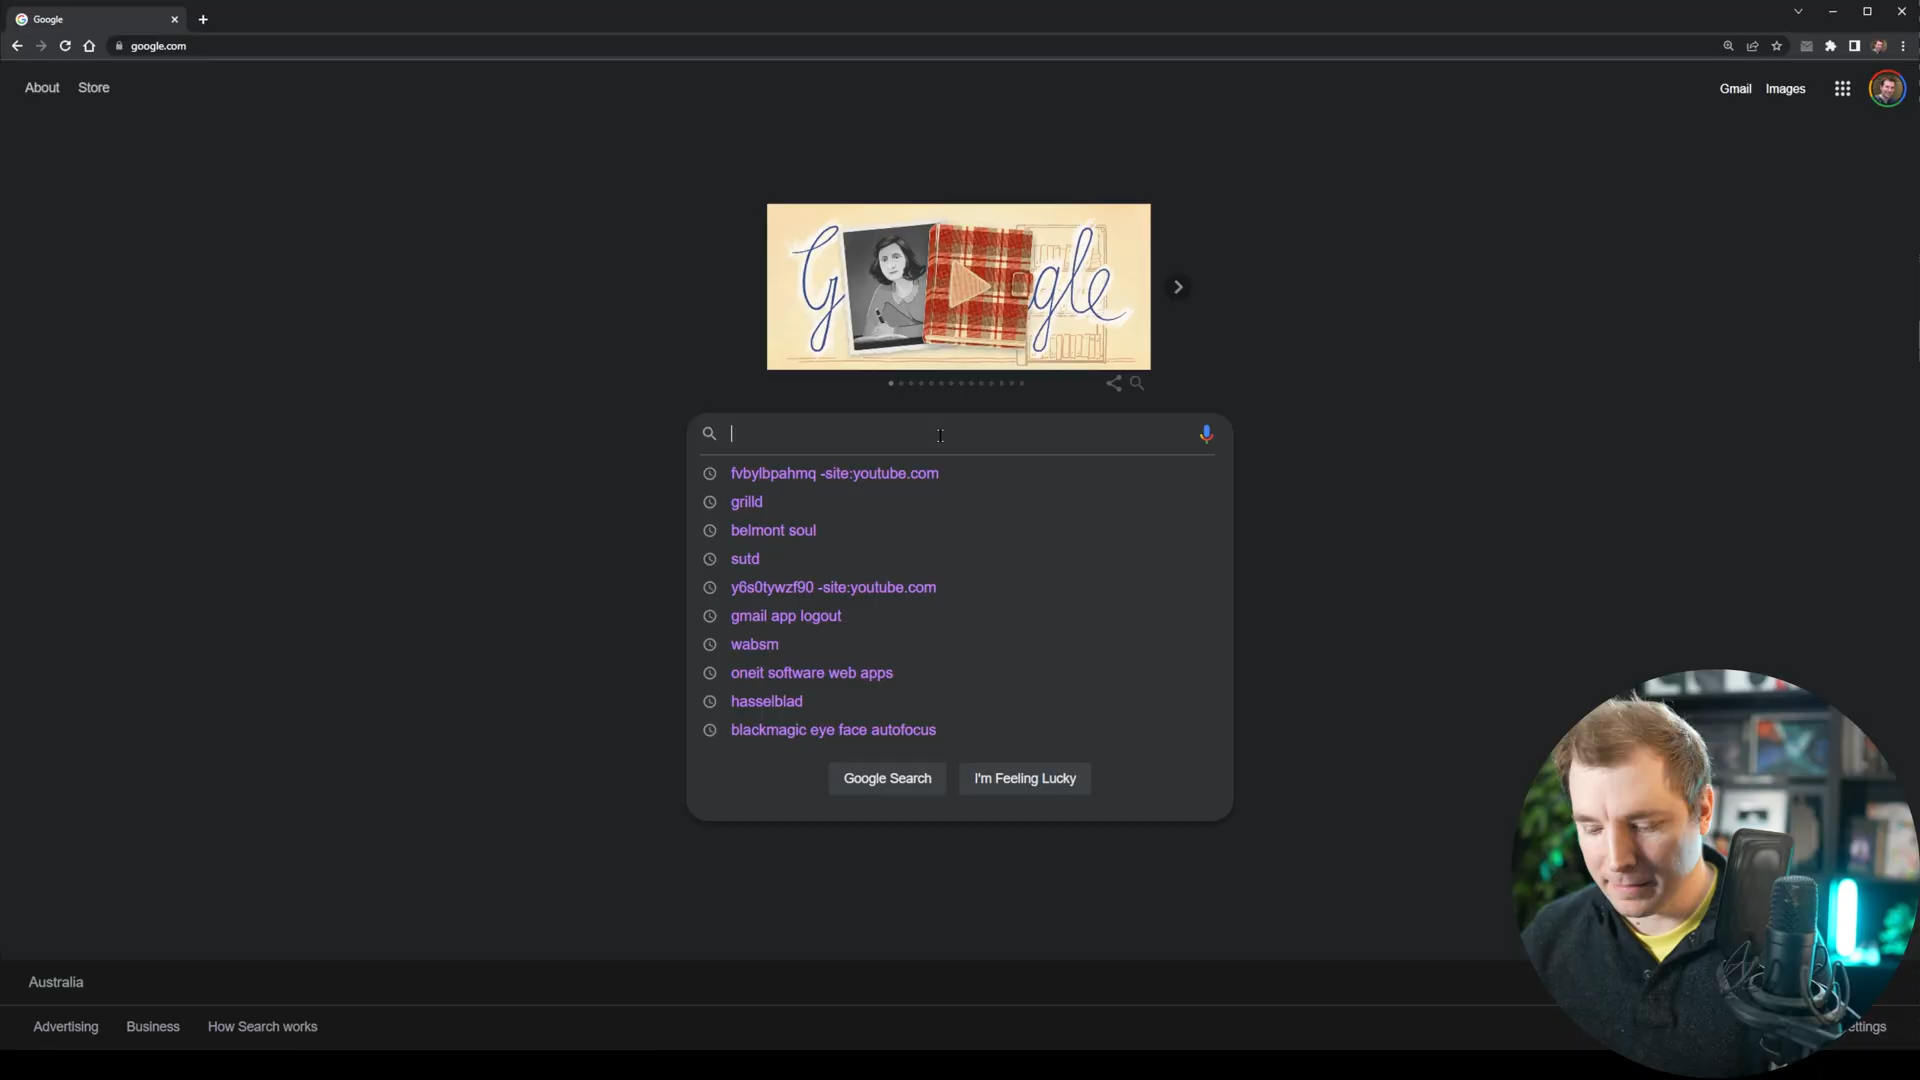 Google
google.com
About Store
Gmail Images
G gle
fvbylbpahmq -site:youtube.com
grilld
belmont soul
sutd
y6s0tywzf90 -site:youtube.com
gmail app logout
wabsm
oneit software web apps
hasselblad
blackmagic eye face autofocus
Google Search I'm Feeling Lucky
Australia
Advertising Business How Search works ettings